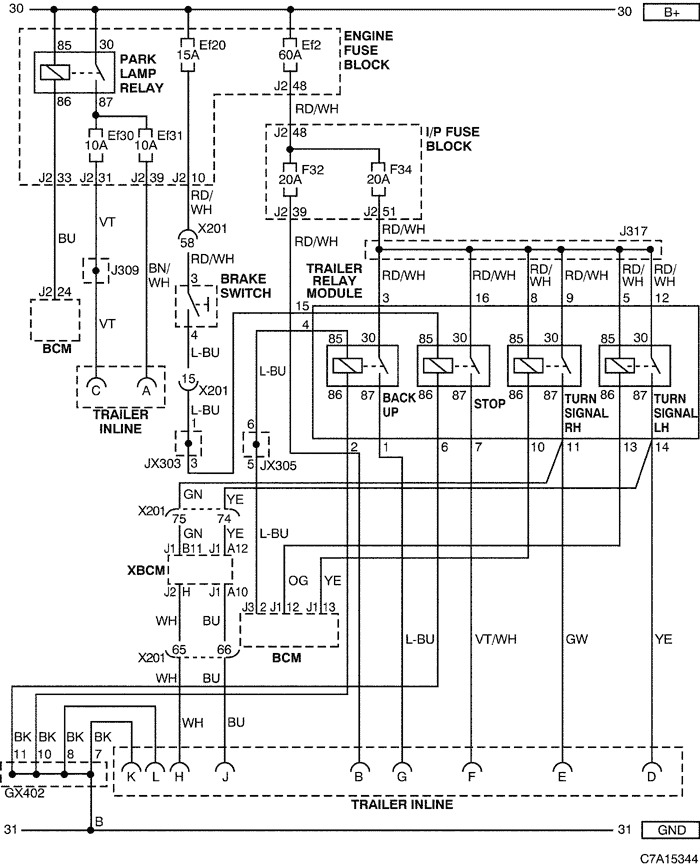 30 30 B+
85 30 Ef20 Ef2 ENGINE
PARK 15A 60A FUSE
LAMP BLOCK
RELAY
86 87 J2 48
RD/WH
Ef30 Ef31 J2 48 I/P FUSE
10A 10A BLOCK
F32 F34
20A 20A
J2 33 J2 31 J2 39 J2 10
RD/
WH J2 39 J2 51
VT RD/WH J317
BU X201
58 RD/WH
J309 BN/
WH RD/WH
3 BRAKE TRAILER RD/WH RD/WH RD/ RD/WH RD/ RD/
SWITCH RELAY WH WH WH
J2 24 MODULE 3 16 8 9 5 12
15
BCM VT 4 4
85 30 85 30 85 30 85 30
L-BU
C A 15 L-BU
X201
TRAILER 86 87 BACK 86 87 STOP 86 87 TURN 86 87 TURN
INLINE L-BU UP SIGNAL SIGNAL
1 6 RH LH
JX303 3 5 JX305 2 1 6 7 10 11 13 14
GN YE
X201 75 74
GN YE L-BU
J1 B11 J1 A12
XBCM OG YE
J2 H J1 A10
J3 2 J1 12 J1 13
WH BU
L-BU VT/WH GW YE
X201 65 66 BCM
WH BU
WH BU
BK BK BK BK
11 10 8 7
K L H J B G F E D
GX402
TRAILER INLINE
B
31 31 GND
C7A15344